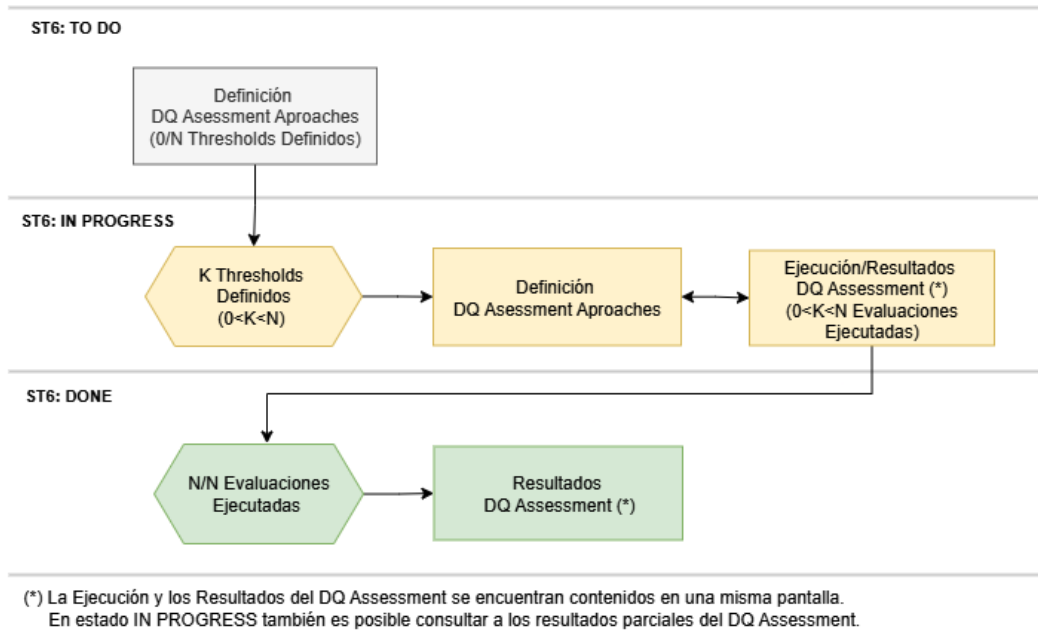 ST6: TO DO
Definición
DQ Asessment Aproaches
(0/N Thresholds Definidos)
ST6: IN PROGRESS
K Thresholds
Definidos
(0<K<N)
Definición
DQ Asessment Aproaches
Ejecución/Resultados
DQ Assessment (*)
(0<K<N Evaluaciones
Ejecutadas)
ST6: DONE
N/N Evaluaciones
Ejecutadas
Resultados
DQ Assessment (*)
(*) La Ejecución y los Resultados del DQ Assessment se encuentran contenidos en una misma pantalla.
En estado IN PROGRESS también es posible consultar a los resultados parciales del DQ Assessment.